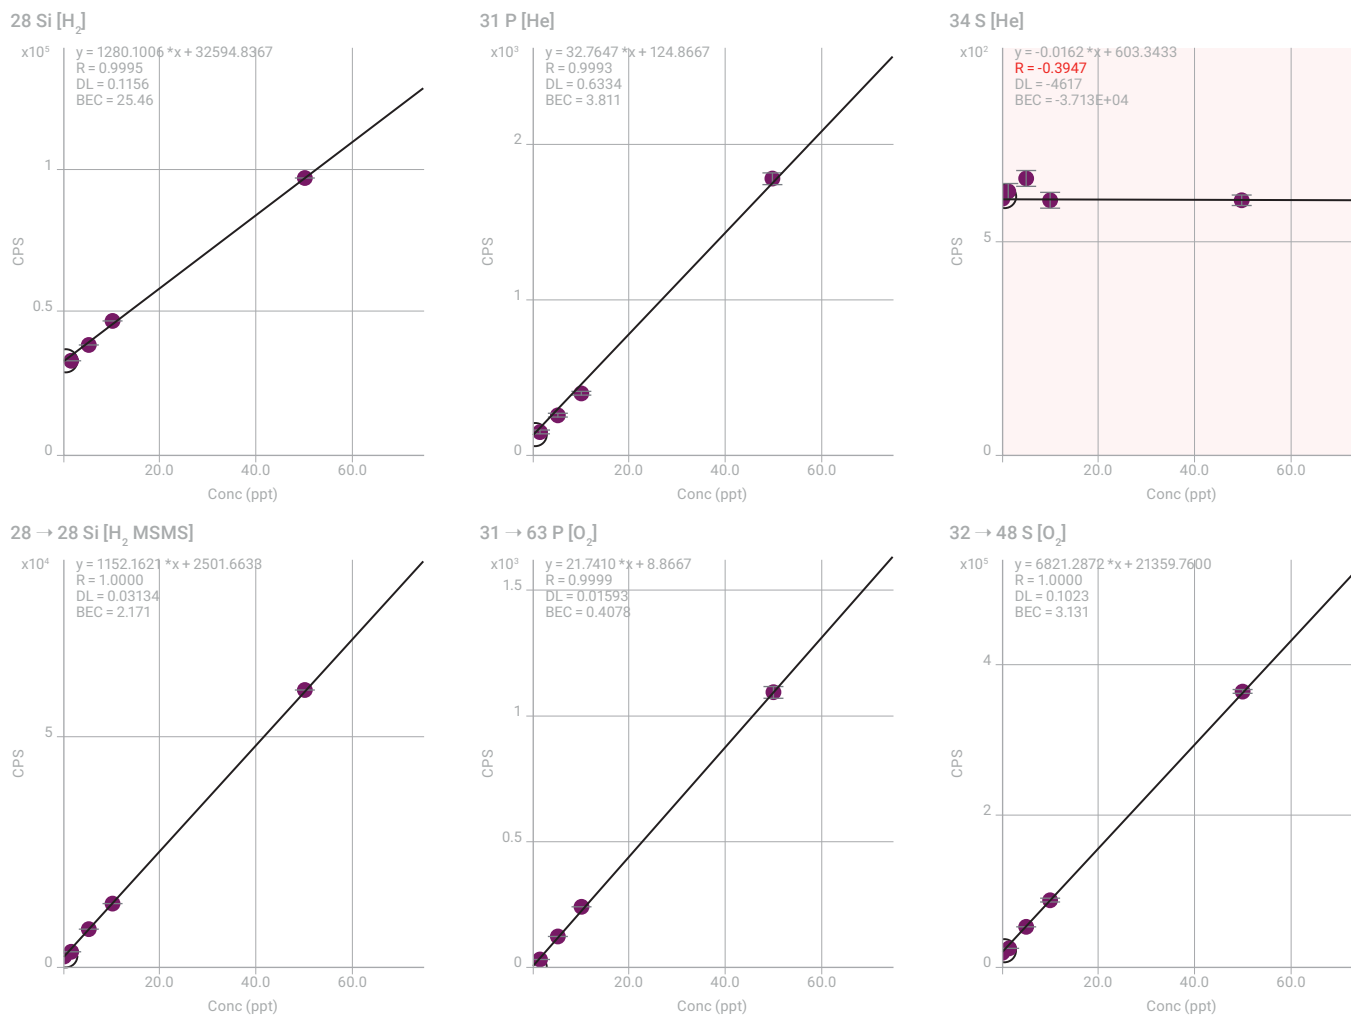 28 Si [H2]
x10⁵
y = 1280.1006 *x + 32594.8367
R = 0.9995
DL = 0.1156
BEC = 25.46
1
CPS
0.5
0
20.0 40.0 60.0
Conc (ppt)
31 P [He]
x10³
y = 32.7647 *x + 124.8667
R = 0.9993
DL = 0.6334
BEC = 3.811
2
CPS
1
0
20.0 40.0 60.0
Conc (ppt)
34 S [He]
x10²
y = -0.0162 *x + 603.3433
R = -0.3947
DL = -4617
BEC = -3.713E+04
CPS
5
0
20.0 40.0 60.0
Conc (ppt)
28 → 28 Si [H2 MSMS]
x10⁴
y = 1152.1621 *x + 2501.6633
R = 1.0000
DL = 0.03134
BEC = 2.171
5
CPS
0
20.0 40.0 60.0
Conc (ppt)
31 → 63 P [O2]
x10³
y = 21.7410 *x + 8.8667
1.5
R = 0.9999
DL = 0.01593
BEC = 0.4078
1
CPS
0.5
0
20.0 40.0 60.0
Conc (ppt)
32 → 48 S [O2]
x10⁵
y = 6821.2872 *x + 21359.7600
R = 1.0000
DL = 0.1023
BEC = 3.131
4
CPS
2
0
20.0 40.0 60.0
Conc (ppt)